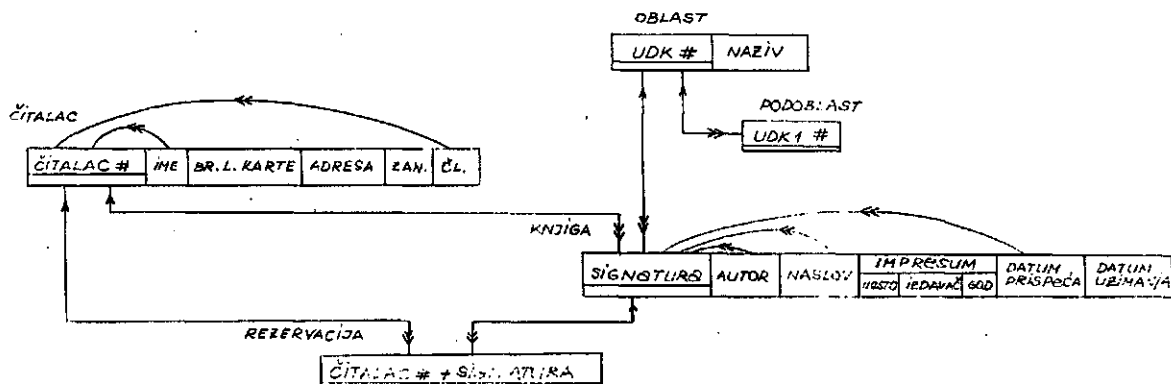 OBLAST
UDK # NAZIV
PODOBLAST
UDK1 #
ČITALAC
ČITALAC # IME BR.L. KARTE ADRESA ZAN. ČL.
KNJIGA
SIGNATURA AUTOR NASLOV IMPRESUM DATUM PRISPEĆA DATUM UZIMANJA
MESTO IZDAVAČ GOD
REZERVACIJA
ČITALAC # + SIGNATURA